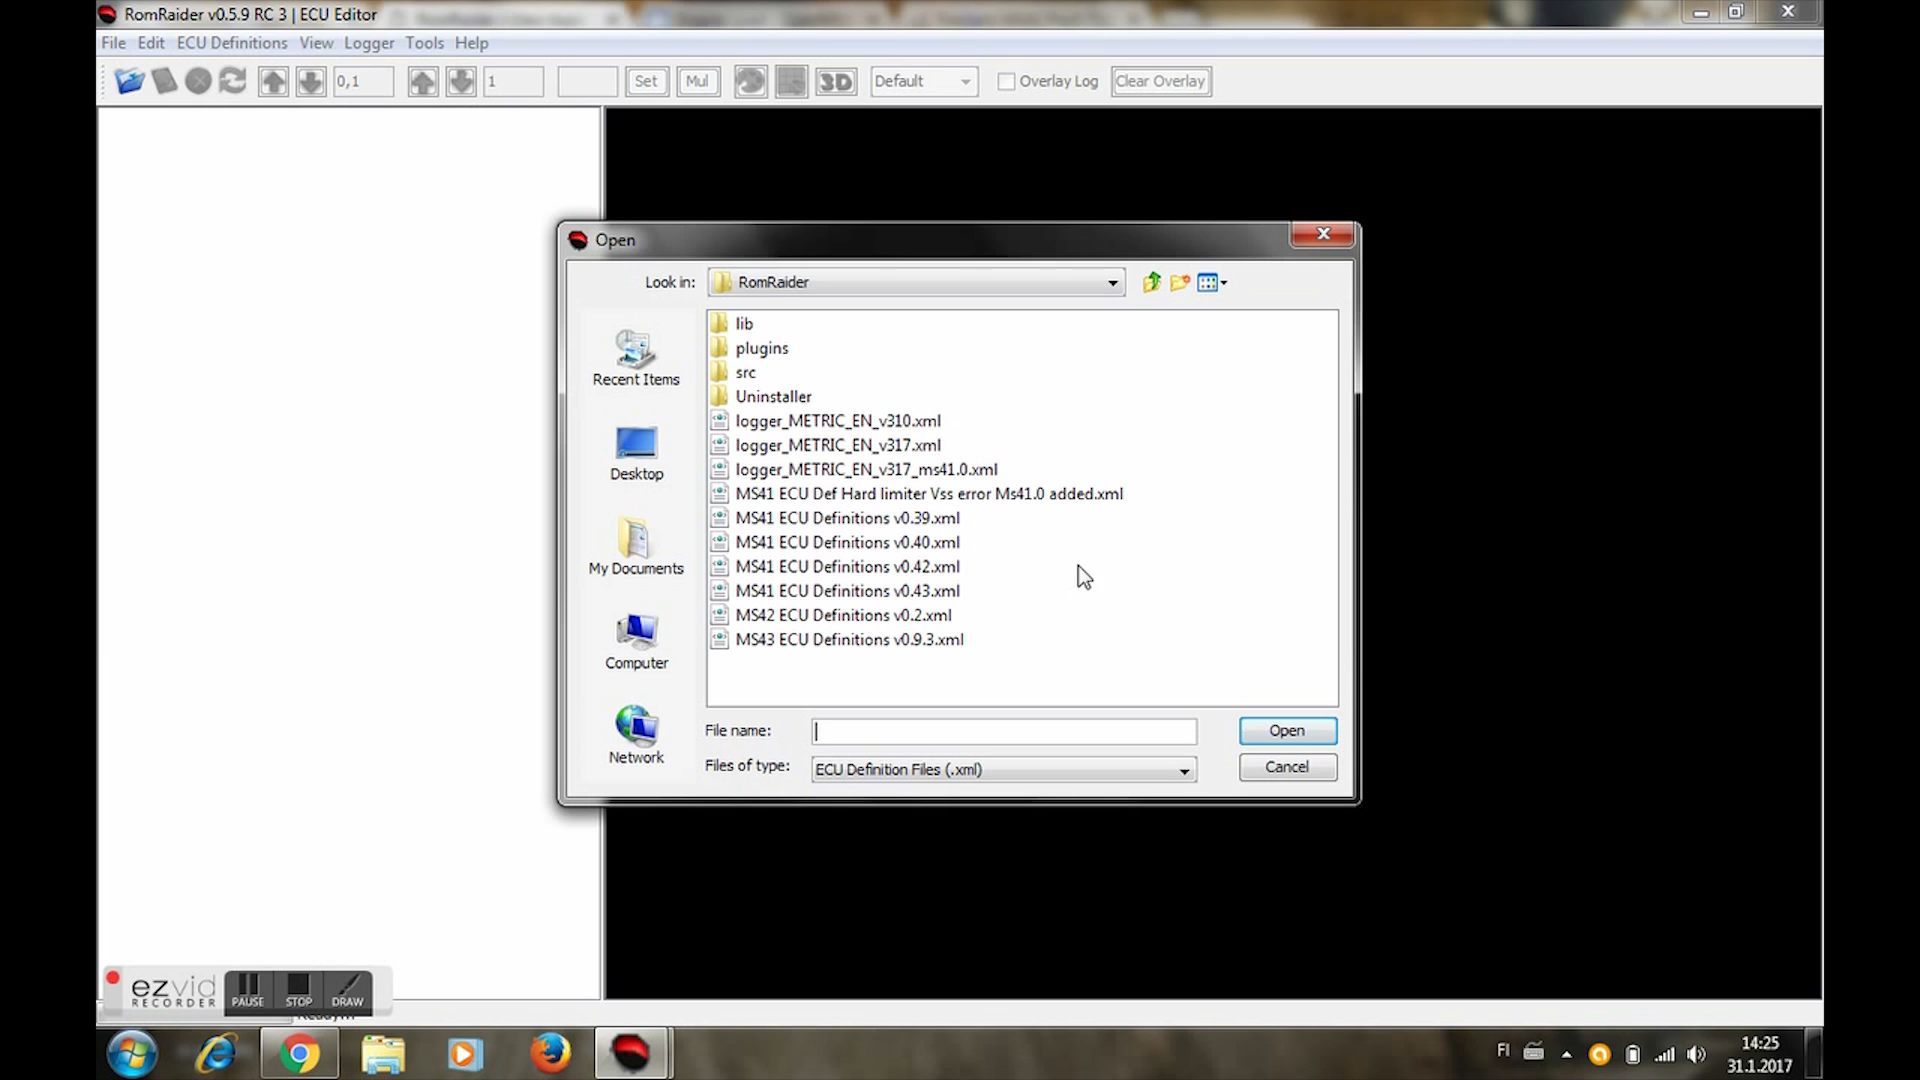 RomRaider v0.5.9 RC 3 | ECU Editor
File Edit ECU Definitions View Logger Tools Help
0,1 1 Set Mul 3D Default Overlay Log Clear Overlay
Open
Look in: RomRaider
lib
plugins
src
Uninstaller
logger_METRIC_EN_v310.xml
logger_METRIC_EN_v317.xml
logger_METRIC_EN_v317_ms41.0.xml
MS41 ECU Def Hard limiter Vss error Ms41.0 added.xml
MS41 ECU Definitions v0.39.xml
MS41 ECU Definitions v0.40.xml
MS41 ECU Definitions v0.42.xml
MS41 ECU Definitions v0.43.xml
MS42 ECU Definitions v0.2.xml
MS43 ECU Definitions v0.9.3.xml
Recent Items
Desktop
My Documents
Computer
Network
File name: Open
Files of type: ECU Definition Files (.xml) Cancel
ezvid
RECORDER
PAUSE STOP DRAW
FI
14:25
31.1.2017